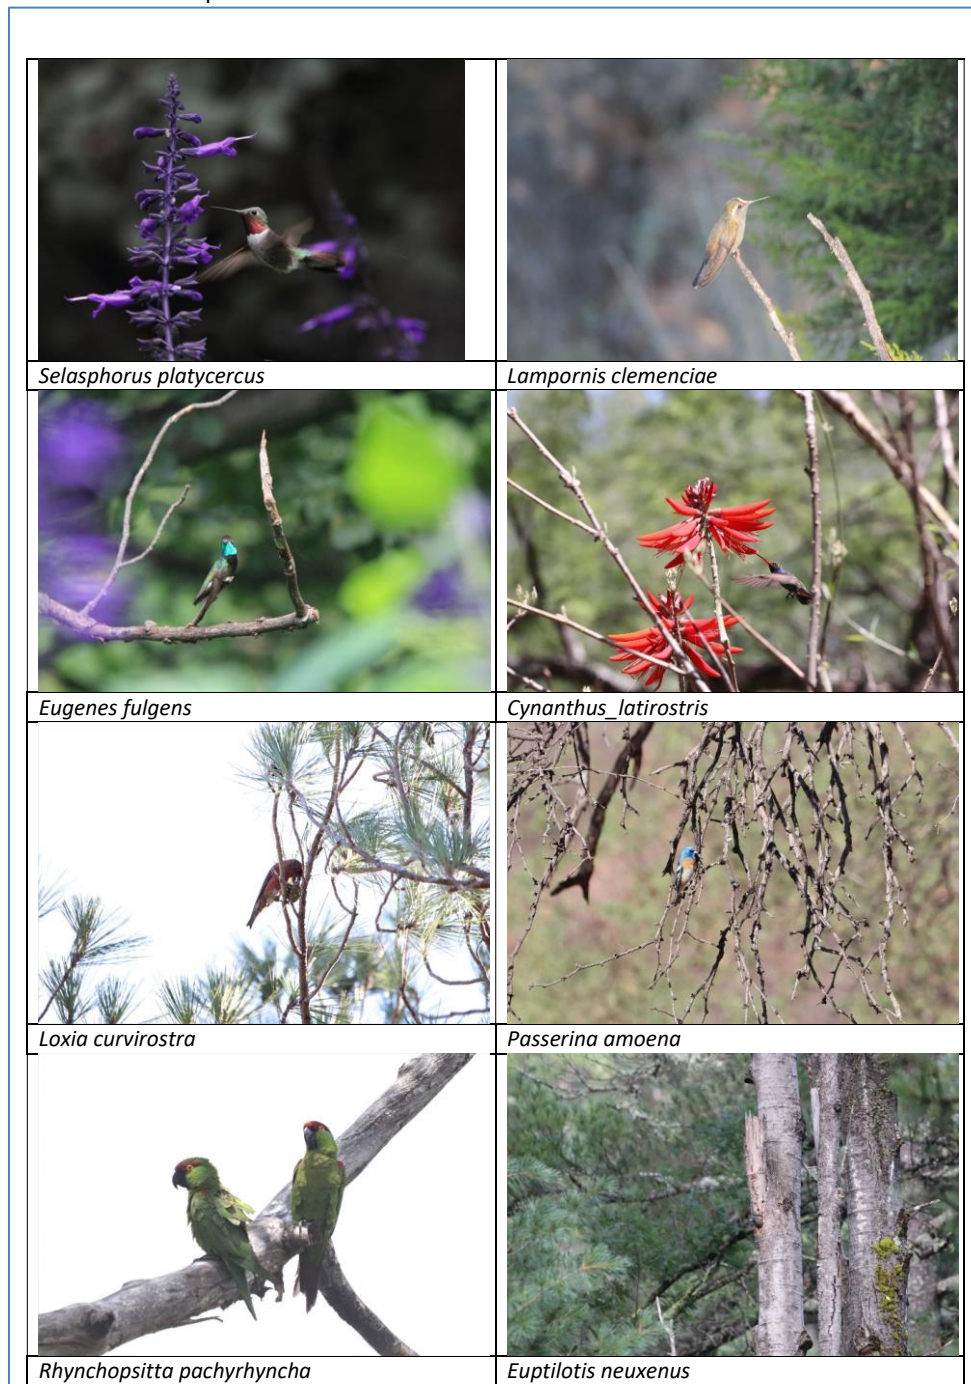 Selasphorus platycercus
Lampornis clemenciae
Eugenes fulgens
Cynanthus_latirostris
Loxia curvirostra
Passerina amoena
Rhynchopsitta pachyrhyncha
Euptilotis neuxenus